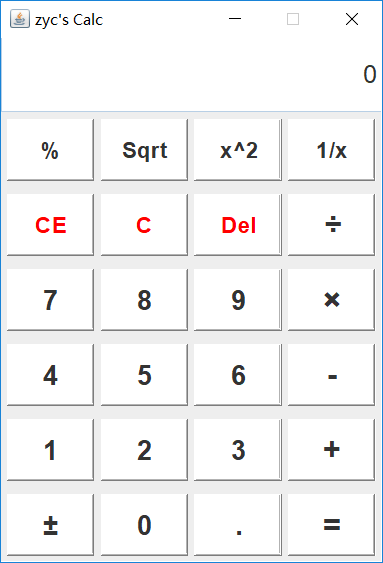 zyc's Calc
0
% Sqrt x^2 1/x
CE C Del ÷
7 8 9 ×
4 5 6 -
1 2 3 +
± 0 . =